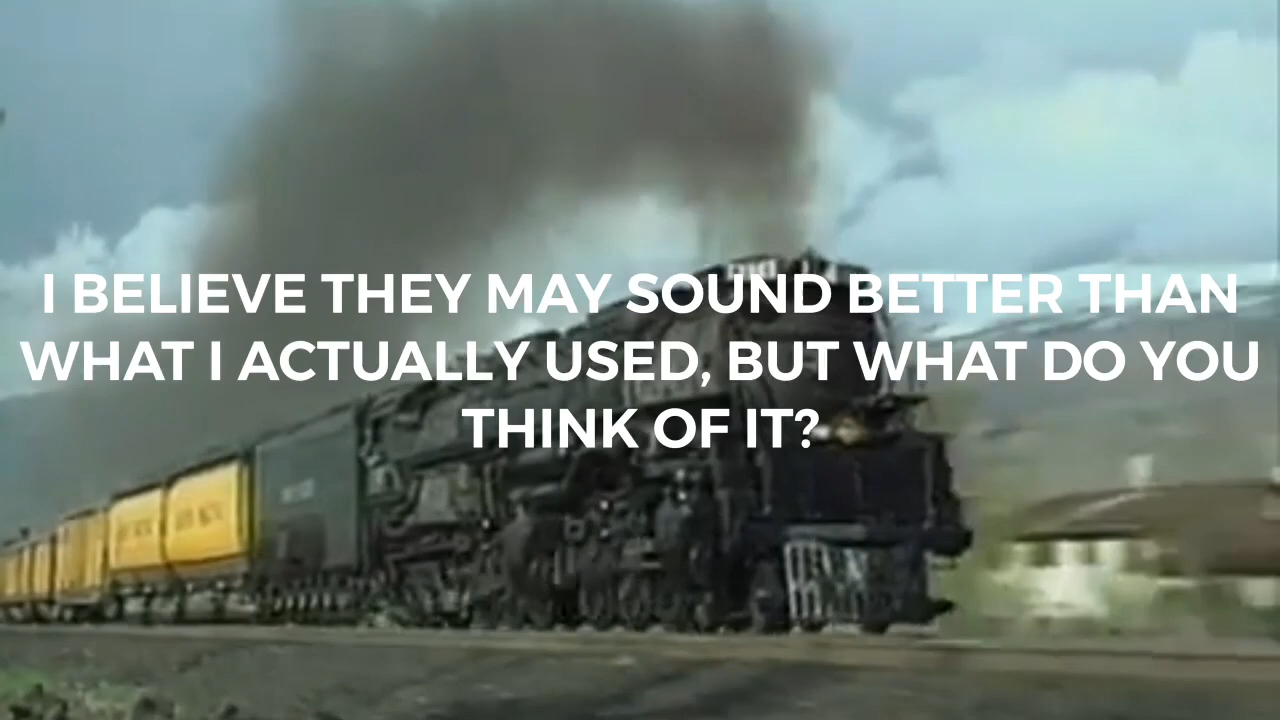 I BELIEVE THEY MAY SOUND BETTER THAN
WHAT I ACTUALLY USED, BUT WHAT DO YOU
THINK OF IT?